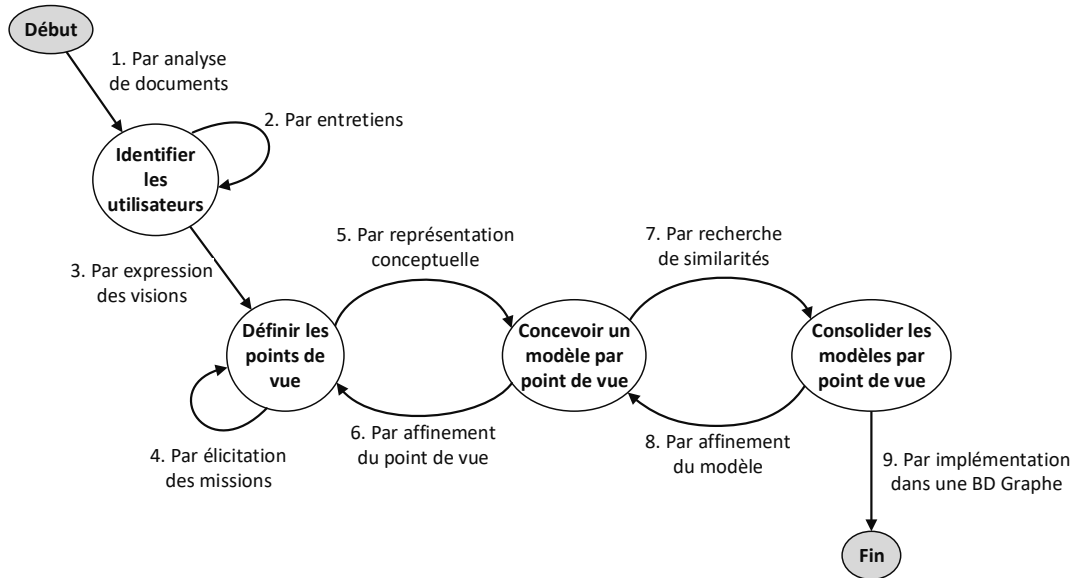 Début
1. Par analyse
de documents
2. Par entretiens
Identifier
les
utilisateurs
3. Par expression
des visions
5. Par représentation
conceptuelle
7. Par recherche
de similarités
Définir les
points de
vue
Concevoir un
modèle par
point de vue
Consolider les
modèles par
point de vue
4. Par élicitation
des missions
6. Par affinement
du point de vue
8. Par affinement
du modèle
9. Par implémentation
dans une BD Graphe
Fin